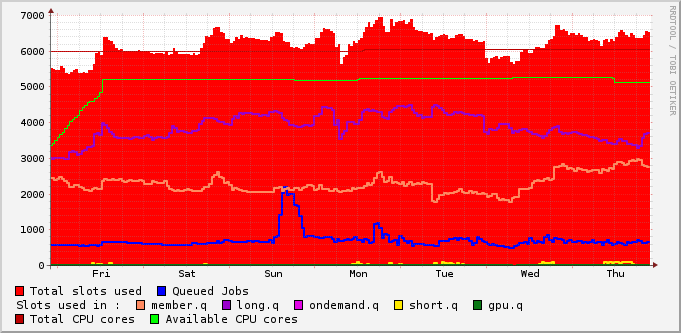 7000
6000
5000
4000
3000
2000
1000
0
Fri Sat Sun Mon Tue Wed Thu
RRDTOOL / TOBI OETIKER
Total slots used Queued Jobs
Slots used in : member.q long.q ondemand.q short.q gpu.q
Total CPU cores Available CPU cores